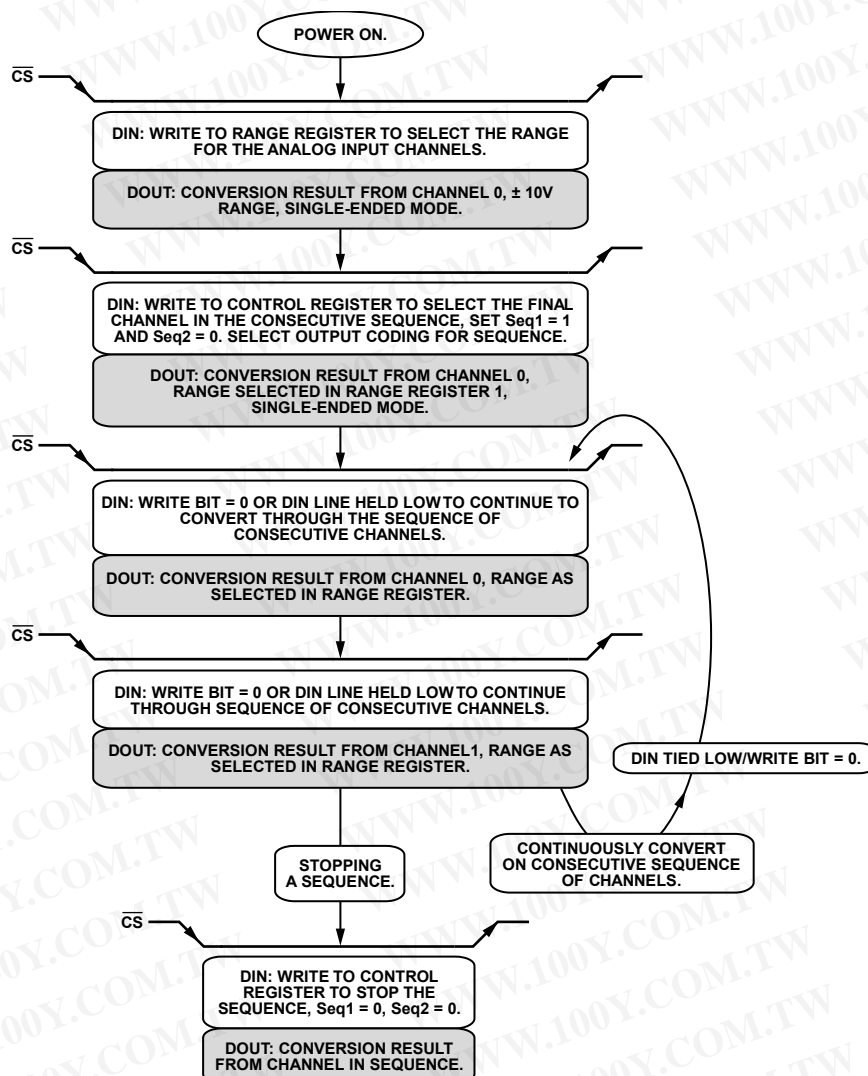 POWER ON.
CS
DIN: WRITE TO RANGE REGISTER TO SELECT THE RANGE
FOR THE ANALOG INPUT CHANNELS.
DOUT: CONVERSION RESULT FROM CHANNEL 0, ± 10V
RANGE, SINGLE-ENDED MODE.
CS
DIN: WRITE TO CONTROL REGISTER TO SELECT THE FINAL
CHANNEL IN THE CONSECUTIVE SEQUENCE, SET Seq1 = 1
AND Seq2 = 0. SELECT OUTPUT CODING FOR SEQUENCE.
DOUT: CONVERSION RESULT FROM CHANNEL 0,
RANGE SELECTED IN RANGE REGISTER 1,
SINGLE-ENDED MODE.
CS
DIN: WRITE BIT = 0 OR DIN LINE HELD LOW TO CONTINUE TO
CONVERT THROUGH THE SEQUENCE OF
CONSECUTIVE CHANNELS.
DOUT: CONVERSION RESULT FROM CHANNEL 0, RANGE AS
SELECTED IN RANGE REGISTER.
CS
DIN: WRITE BIT = 0 OR DIN LINE HELD LOW TO CONTINUE
THROUGH SEQUENCE OF CONSECUTIVE CHANNELS.
DOUT: CONVERSION RESULT FROM CHANNEL1, RANGE AS
SELECTED IN RANGE REGISTER.
DIN TIED LOW/WRITE BIT = 0.
STOPPING
A SEQUENCE.
CONTINUOUSLY CONVERT
ON CONSECUTIVE SEQUENCE
OF CHANNELS.
CS
DIN: WRITE TO CONTROL
REGISTER TO STOP THE
SEQUENCE, Seq1 = 0, Seq2 = 0.
DOUT: CONVERSION RESULT
FROM CHANNEL IN SEQUENCE.
WWW.100Y.COM.TW